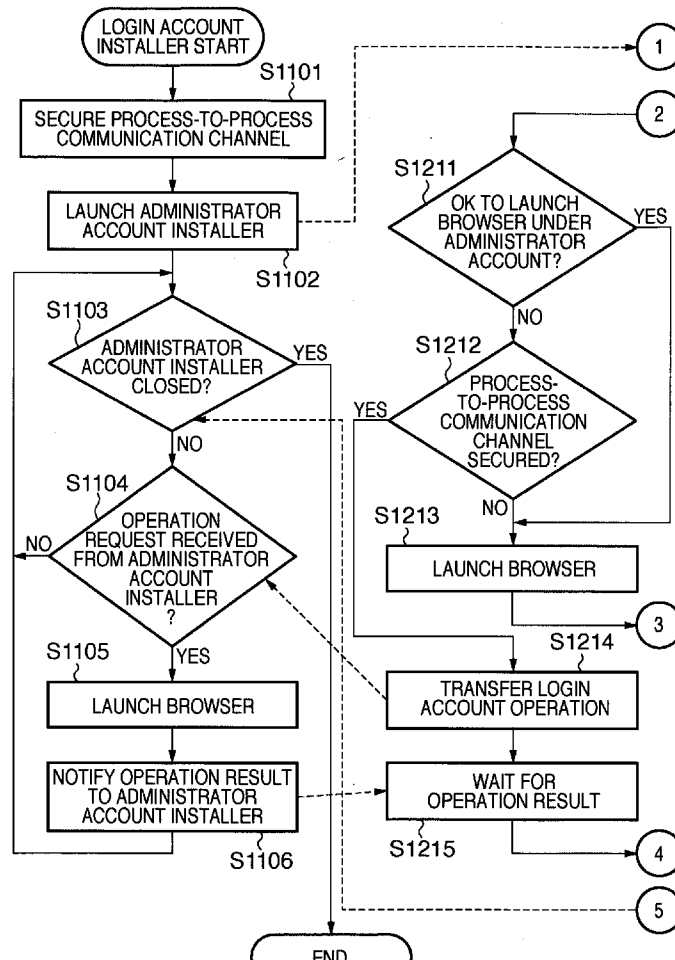 LOGIN ACCOUNT
INSTALLER START
S1101
SECURE PROCESS-TO-PROCESS
COMMUNICATION CHANNEL
LAUNCH ADMINISTRATOR
ACCOUNT INSTALLER
S1102
S1103
ADMINISTRATOR
ACCOUNT INSTALLER
CLOSED?
YES
NO
S1104
OPERATION
REQUEST RECEIVED
FROM ADMINISTRATOR
ACCOUNT
INSTALLER
?
NO
YES
S1105
LAUNCH BROWSER
NOTIFY OPERATION RESULT
TO ADMINISTRATOR
ACCOUNT INSTALLER
S1106
END
1
2
S1211
OK TO LAUNCH
BROWSER UNDER
ADMINISTRATOR
ACCOUNT?
YES
NO
S1212
PROCESS-
TO-PROCESS
COMMUNICATION
CHANNEL
SECURED?
YES
NO
S1213
LAUNCH BROWSER
3
S1214
TRANSFER LOGIN
ACCOUNT OPERATION
WAIT FOR
OPERATION RESULT
S1215
4
5